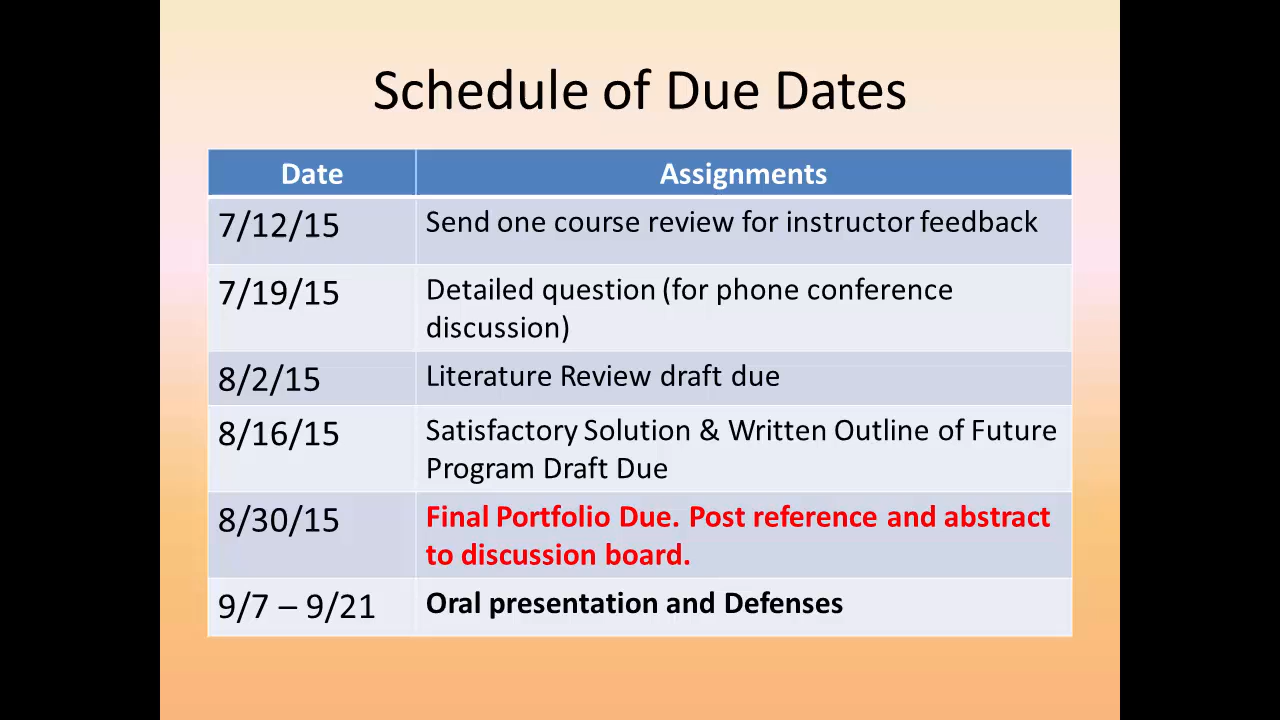 Schedule of Due Dates
Date Assignments
7/12/15 Send one course review for instructor feedback
7/19/15 Detailed question (for phone conference
discussion)
8/2/15 Literature Review draft due
8/16/15 Satisfactory Solution & Written Outline of Future
Program Draft Due
8/30/15 Final Portfolio Due. Post reference and abstract
to discussion board.
9/7 – 9/21 Oral presentation and Defenses